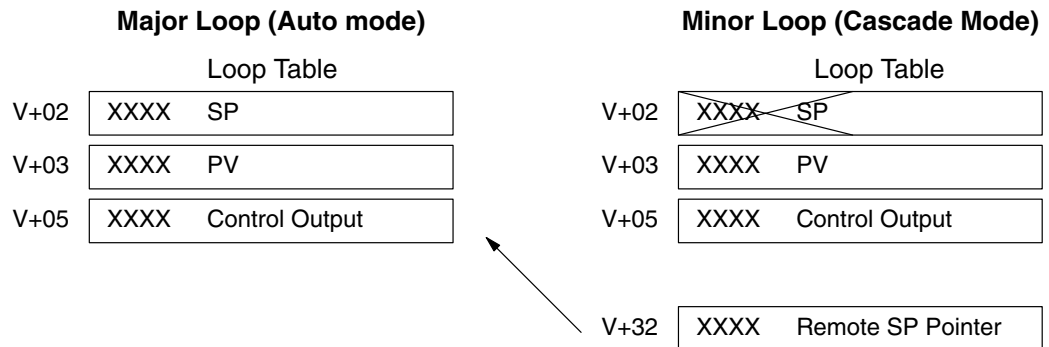 Major Loop (Auto mode)
Loop Table
V+02 XXXX SP
V+03 XXXX PV
V+05 XXXX Control Output
Minor Loop (Cascade Mode)
Loop Table
V+02 XXXX SP
V+03 XXXX PV
V+05 XXXX Control Output
V+32 XXXX Remote SP Pointer